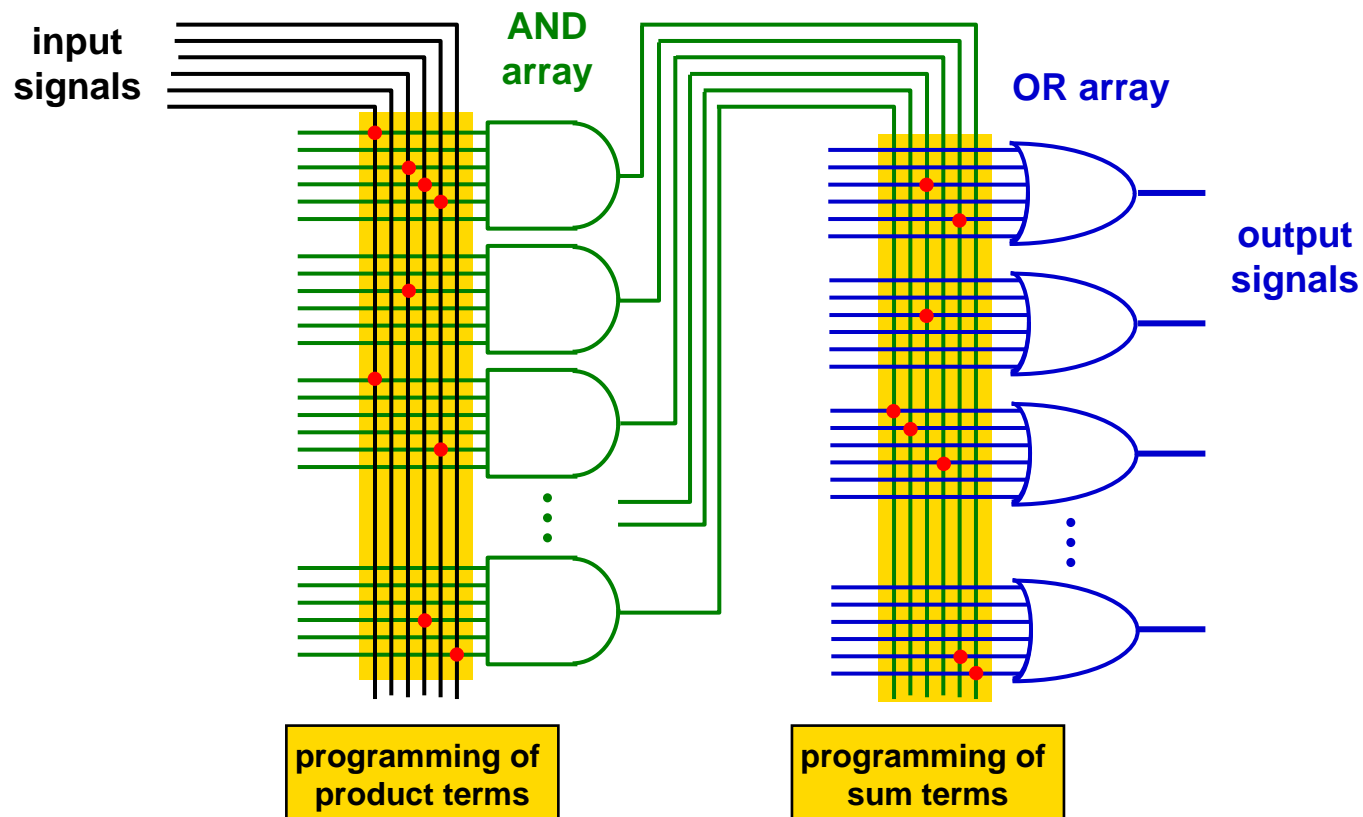 input
signals
AND
array
OR array
output
signals
programming of
product terms
programming of
sum terms